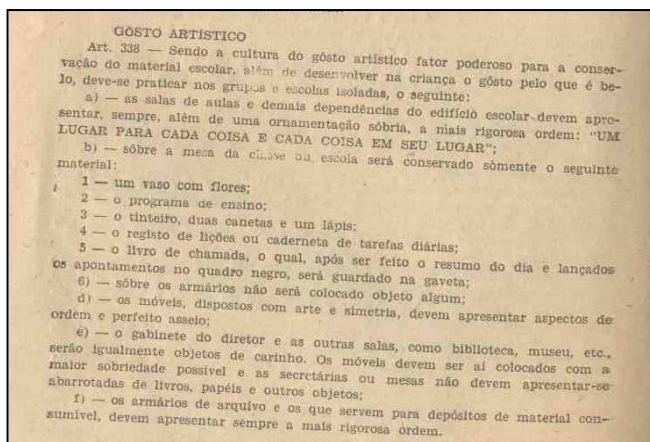 GÔSTO ARTÍSTICO
Art. 338 — Sendo a cultura do gôsto artístico fator poderoso para a conser-
vação do material escolar, além de desenvolver na criança o gôsto pelo que é be-
lo, deve-se praticar nos grupos e escolas isoladas, o seguinte:
a) — as salas de aulas e demais dependências do edifício escolar devem apre-
sentar, sempre, além de uma ornamentação sóbria, a mais rigorosa ordem: "UM
LUGAR PARA CADA COISA E CADA COISA EM SEU LUGAR";
b) — sôbre a mesa da classe ou escola será conservado sòmente o seguinte
material:
1 — um vaso com flores;
2 — o programa de ensino;
3 — o tinteiro, duas canetas e um lápis;
4 — o registo de lições ou caderneta de tarefas diárias;
5 — o livro de chamada, o qual, após ser feito o resumo do dia e lançados
os apontamentos no quadro negro, será guardado na gaveta;
6) — sôbre os armários não será colocado objeto algum;
d) — os móveis, dispostos com arte e simetria, devem apresentar aspectos de
ordem e perfeito asseio;
e) — o gabinete do diretor e as outras salas, como biblioteca, museu, etc.,
serão igualmente objetos de carinho. Os móveis devem ser aí colocados com a
maior sobriedade possível e as secretárias ou mesas não devem apresentar-se
abarrotadas de livros, papéis e outros objetos;
f) — os armários de arquivo e os que servem para depósitos de material con-
sumível, devem apresentar sempre a mais rigorosa ordem.